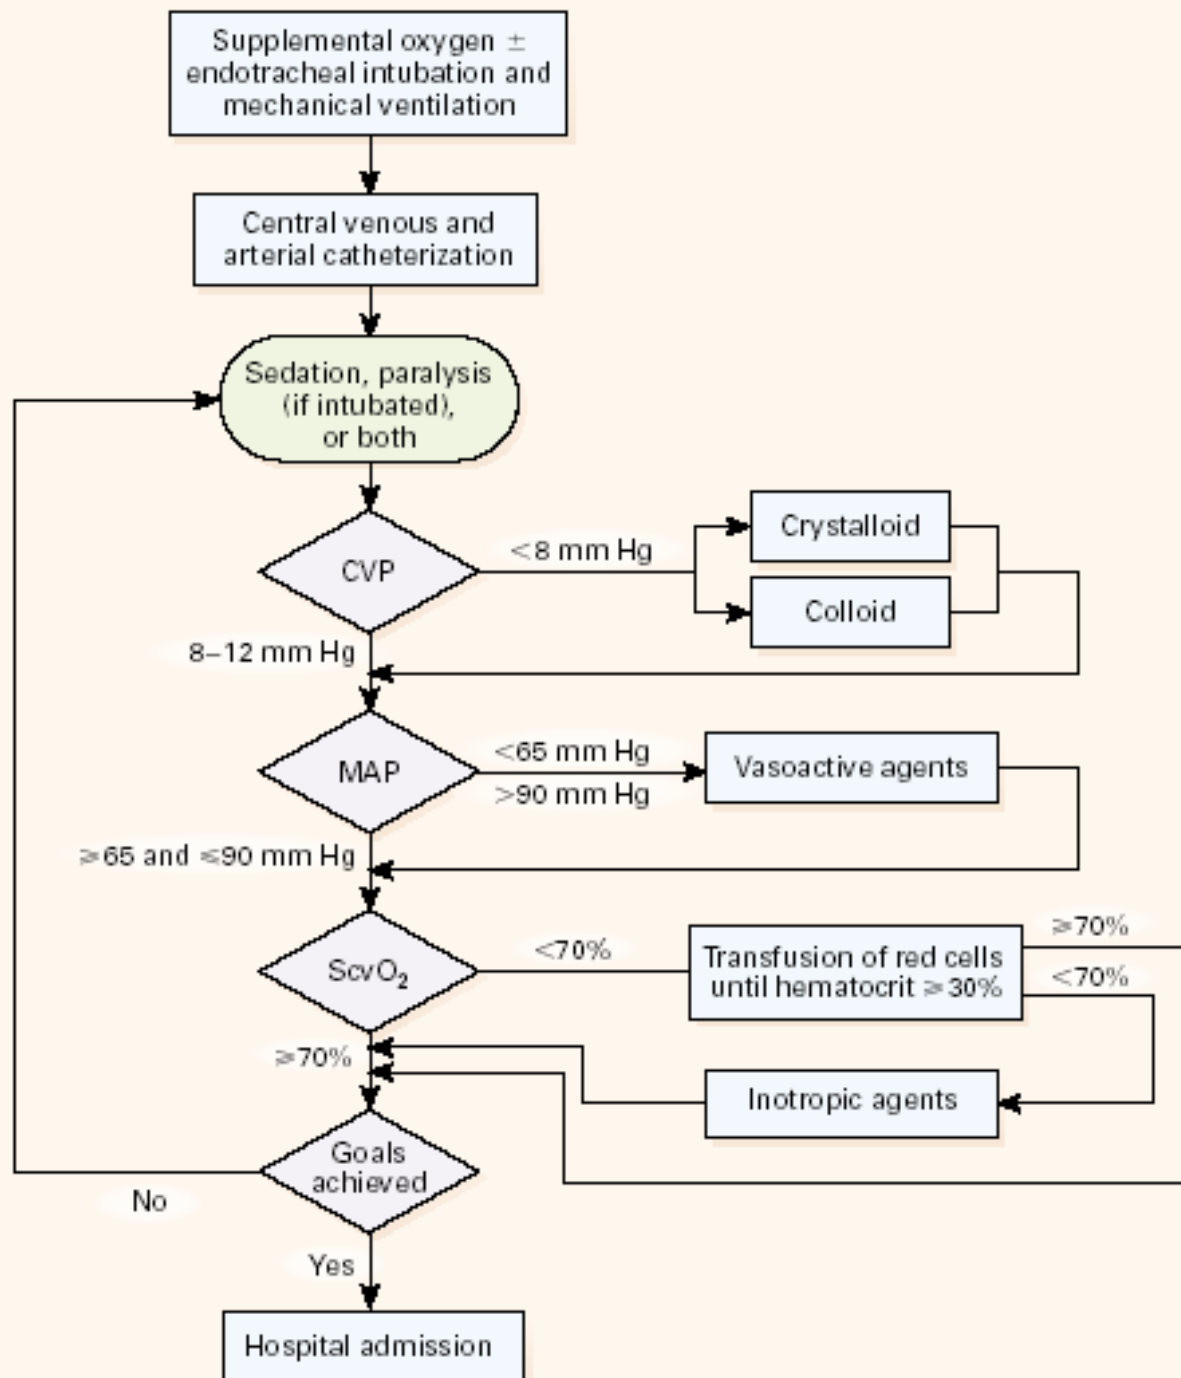 Supplemental oxygen ±
endotracheal intubation and
mechanical ventilation
Central venous and
arterial catheterization
Sedation, paralysis
(if intubated),
or both
CVP
<8 mm Hg
Crystalloid
Colloid
8–12 mm Hg
MAP
<65 mm Hg
>90 mm Hg
Vasoactive agents
≥65 and ≤90 mm Hg
ScvO₂
<70%
Transfusion of red cells
until hematocrit ≥30%
≥70%
<70%
≥70%
Inotropic agents
Goals
achieved
No
Yes
Hospital admission